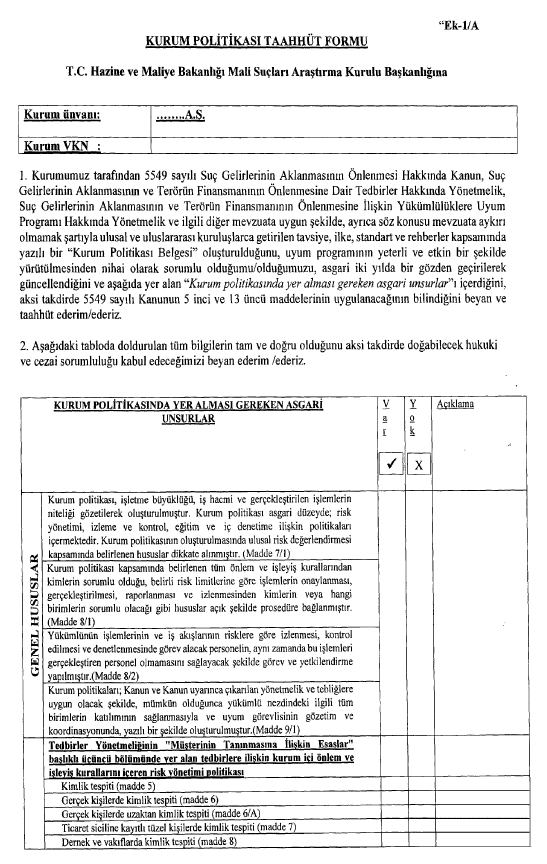 “Ek-1/A
KURUM POLİTİKASI TAAHHÜT FORMU
T.C. Hazine ve Maliye Bakanlığı Mali Suçları Araştırma Kurulu Başkanlığına
Kurum ünvanı: ........A.S.
Kurum VKN :
1. Kurumumuz tarafından 5549 sayılı Suç Gelirlerinin Aklanmasının Önlenmesi Hakkında Kanun, Suç
Gelirlerinin Aklanmasının ve Terörün Finansmanının Önlenmesine Dair Tedbirler Hakkında Yönetmelik,
Suç Gelirlerinin Aklanmasının ve Terörün Finansmanının Önlenmesine İlişkin Yükümlülüklere Uyum
Programı Hakkında Yönetmelik ve ilgili diğer mevzuata uygun şekilde, ayrıca söz konusu mevzuata aykırı
olmamak şartıyla ulusal ve uluslararası kuruluşlarca getirilen tavsiye, ilke, standart ve rehberler kapsamında
yazılı bir “Kurum Politikası Belgesi” oluşturulduğunu, uyum programının yeterli ve etkin bir şekilde
yürütülmesinden nihai olarak sorumlu olduğumu/olduğumuzu, asgari iki yılda bir gözden geçirilerek
güncellendiğini ve aşağıda yer alan “Kurum politikasında yer alması gereken asgari unsurlar”ı içerdiğini,
aksi takdirde 5549 sayılı Kanunun 5 inci ve 13 üncü maddelerinin uygulanacağının bilindiğini beyan ve
taahhüt ederim/ederiz.
2. Aşağıdaki tabloda doldurulan tüm bilgilerin tam ve doğru olduğunu aksi takdirde doğabilecek hukuki
ve cezai sorumluluğu kabul edeceğimizi beyan ederim /ederiz.
KURUM POLİTİKASINDA YER ALMASI GEREKEN ASGARİ
UNSURLAR
Var
Yok
Açıklama
✓ X
GENEL HUSUSLAR
Kurum politikası, işletme büyüklüğü, iş hacmi ve gerçekleştirilen işlemlerin
niteliği gözetilerek oluşturulmuştur. Kurum politikası asgari düzeyde; risk
yönetimi, izleme ve kontrol, eğitim ve iç denetime ilişkin politikaları
içermektedir. Kurum politikasının oluşturulmasında ulusal risk değerlendirmesi
kapsamında belirlenen hususlar dikkate alınmıştır. (Madde 7/1)
Kurum politikası kapsamında belirlenen tüm önlem ve işleyiş kurallarından
kimlerin sorumlu olduğu, belirli risk limitlerine göre işlemlerin onaylanması,
gerçekleştirilmesi, raporlanması ve izlenmesinden kimlerin veya hangi
birimlerin sorumlu olacağı gibi hususlar açık şekilde prosedüre bağlanmıştır.
(Madde 8/1)
Yükümlünün işlemlerinin ve iş akışlarının risklere göre izlenmesi, kontrol
edilmesi ve denetlenmesinde görev alacak personelin, aynı zamanda bu işlemleri
gerçekleştiren personel olmamasını sağlayacak şekilde görev ve yetkilendirme
yapılmıştır.(Madde 8/2)
Kurum politikaları; Kanun ve Kanun uyarınca çıkarılan yönetmelik ve tebliğlere
uygun olacak şekilde, mümkün olduğunca yükümlü nezdindeki ilgili tüm
birimlerin katılımının sağlanmasıyla ve uyum görevlisinin gözetim ve
koordinasyonunda, yazılı bir şekilde oluşturulmuştur.(Madde 9/1)
Tedbirler Yönetmeliğinin "Müşterinin Tanınmasına İlişkin Esaslar"
başlıklı üçüncü bölümünde yer alan tedbirlere ilişkin kurum içi önlem ve
işleyiş kurallarını içeren risk yönetimi politikası
Kimlik tespiti (madde 5)
Gerçek kişilerde kimlik tespiti (madde 6)
Gerçek kişilerde uzaktan kimlik tespiti (madde 6/A)
Ticaret siciline kayıtlı tüzel kişilerde kimlik tespiti (madde 7)
Dernek ve vakıflarda kimlik tespiti (madde 8)